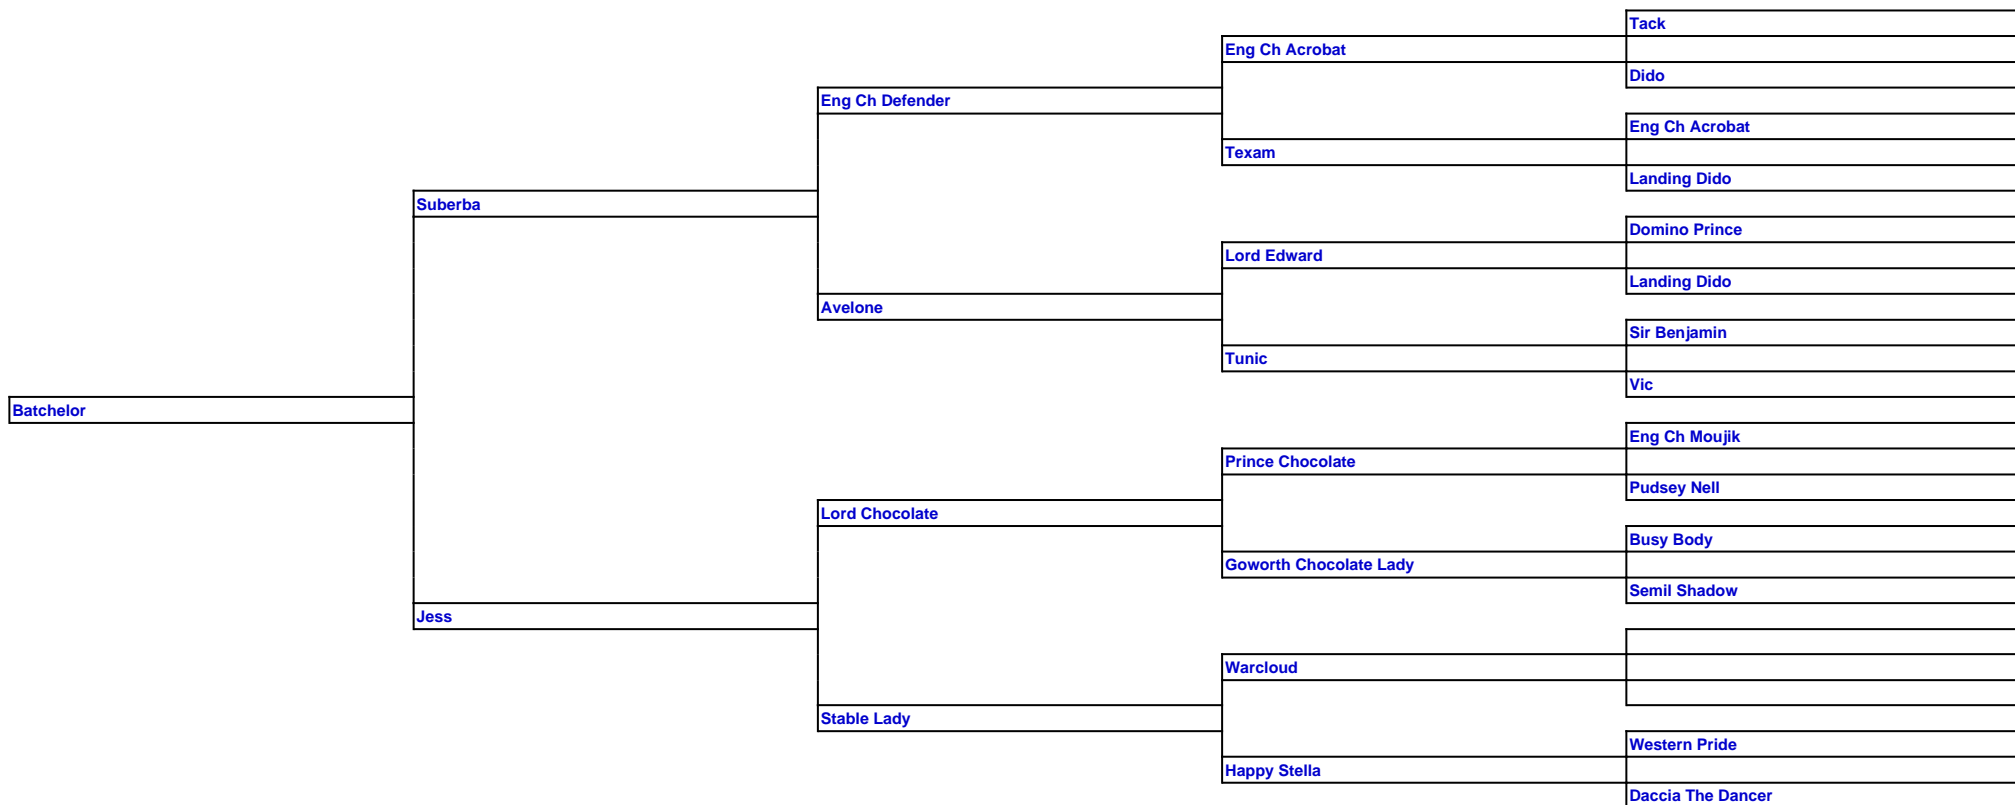 Tack
Eng Ch Acrobat
Dido
Eng Ch Defender
Eng Ch Acrobat
Texam
Landing Dido
Suberba
Domino Prince
Lord Edward
Landing Dido
Avelone
Sir Benjamin
Tunic
Vic
Batchelor
Eng Ch Moujik
Prince Chocolate
Pudsey Nell
Lord Chocolate
Busy Body
Goworth Chocolate Lady
Semil Shadow
Jess
Warcloud
Stable Lady
Western Pride
Happy Stella
Daccia The Dancer